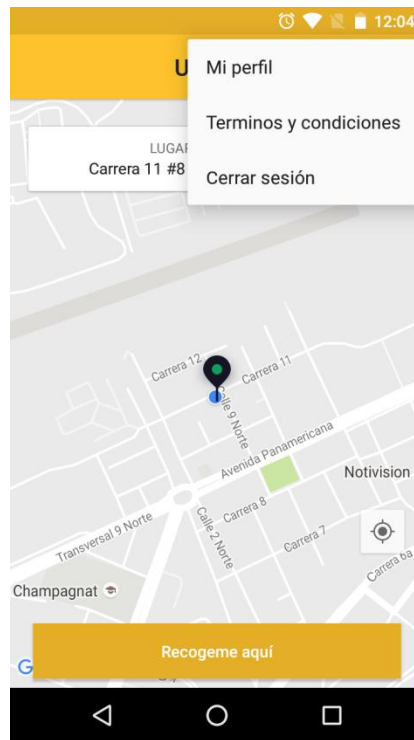 12:04
U
Mi perfil
Terminos y condiciones
Cerrar sesión
LUGAR
Carrera 11 #8
Carrera 12
Carrera 11
Calle 9 Norte
Avenida Panamericana
Notivision
Carrera 8
Calle 2 Norte
Carrera 7
Transversal 9 Norte
Carrera 6a
Champagnat
Recogeme aquí
G